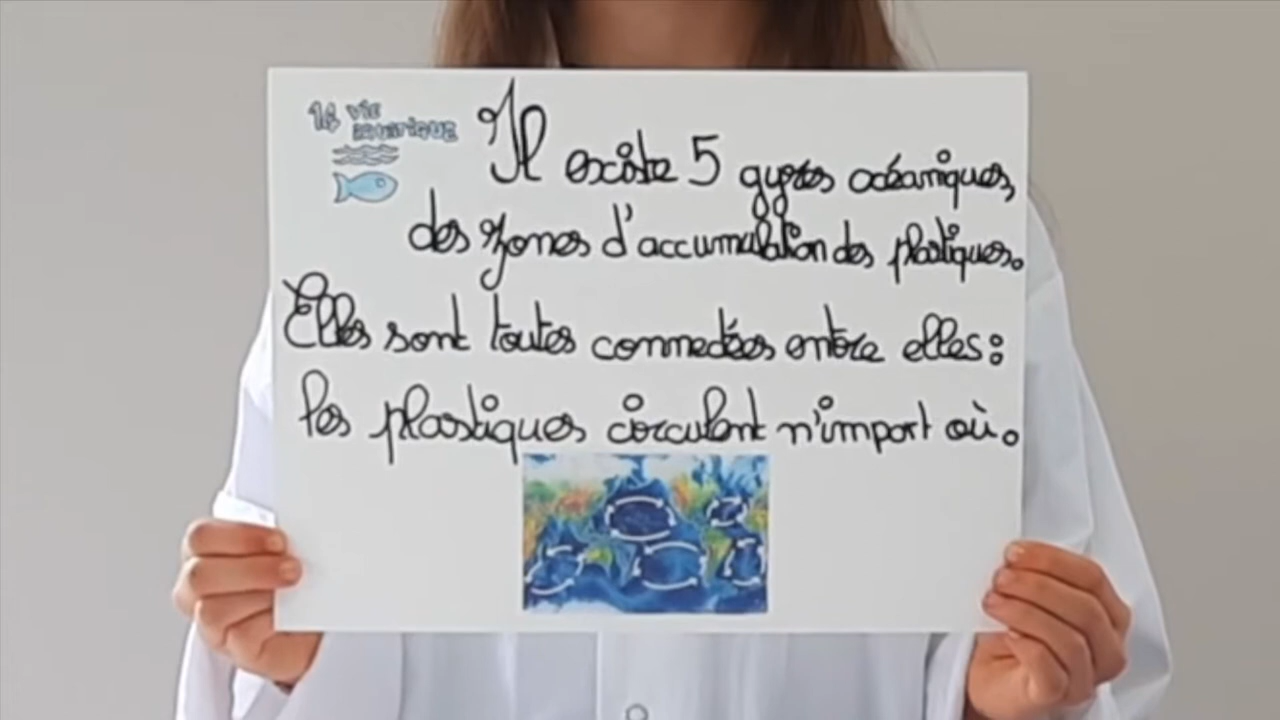 14 vie
aquatique
Il existe 5 gyres océaniques,
des zones d'accumulation des plastiques.
Elles sont toutes connectées entre elles:
les plastiques circulent n'import où.